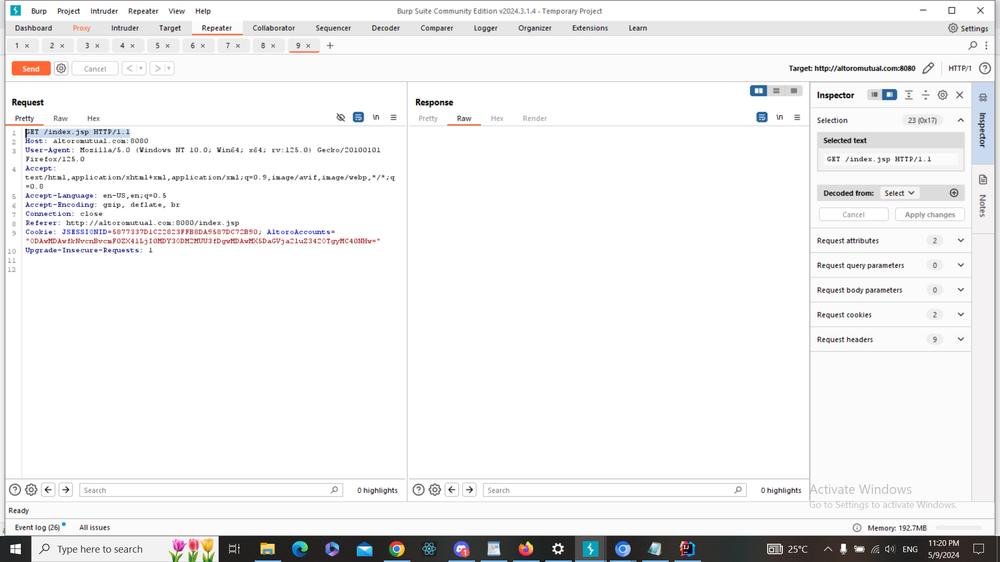 Burp Project Intruder Repeater View Help
Burp Suite Community Edition v2024.3.1.4 - Temporary Project
Dashboard Proxy Intruder Target Repeater Collaborator Sequencer Decoder Comparer Logger Organizer Extensions Learn
Settings
1 × 2 × 3 × 4 × 5 × 6 × 7 × 8 × 9 × +
Send Cancel < >
Target: http://altoromutual.com:8080 HTTP/1
Request
Pretty Raw Hex \n
1 GET /index.jsp HTTP/1.1
2 Host: altoromutual.com:8080
3 User-Agent: Mozilla/5.0 (Windows NT 10.0; Win64; x64; rv:125.0) Gecko/20100101
Firefox/125.0
4 Accept:
text/html,application/xhtml+xml,application/xml;q=0.9,image/avif,image/webp,*/*;q
=0.8
5 Accept-Language: en-US,en;q=0.5
6 Accept-Encoding: gzip, deflate, br
7 Connection: close
8 Referer: http://altoromutual.com:8080/index.jsp
9 Cookie: JSESSIONID=5877337D1C22823FFB8DA9587DC72B90; AltoroAccounts=
"ODAwMDAwfkNvcnBvcmF0ZX41LjI0MDY3ODM2MUU3fDgwMDAwMX5DaGVja2luZ342OTgyMC40NHw="
10 Upgrade-Insecure-Requests: 1
11
12
Response
Pretty Raw Hex Render \n
Inspector
Selection 23 (0x17)
Selected text
GET /index.jsp HTTP/1.1
Decoded from: Select
Cancel Apply changes
Request attributes 2
Request query parameters 0
Request body parameters 0
Request cookies 2
Request headers 9
Inspector
Notes
Search 0 highlights
Search 0 highlights
Activate Windows
Go to Settings to activate Windows.
Ready
Event log (26) All issues
Memory: 192.7MB
Type here to search
1
25°C
ENG
11:20 PM
5/9/2024